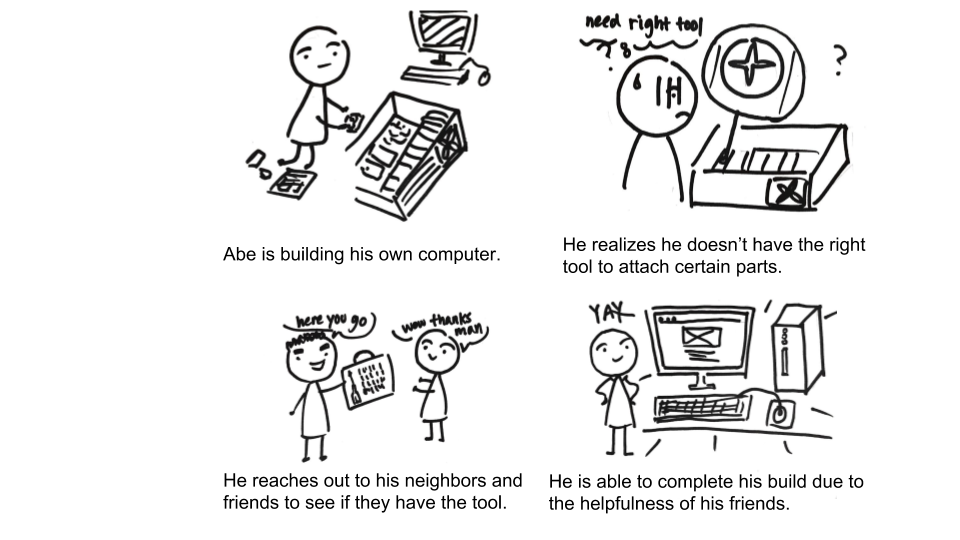 Abe is building his own computer.
need right tool
?
?
He realizes he doesn't have the right
tool to attach certain parts.
here you go
wow thanks
man
He reaches out to his neighbors and
friends to see if they have the tool.
YAY
He is able to complete his build due to
the helpfulness of his friends.